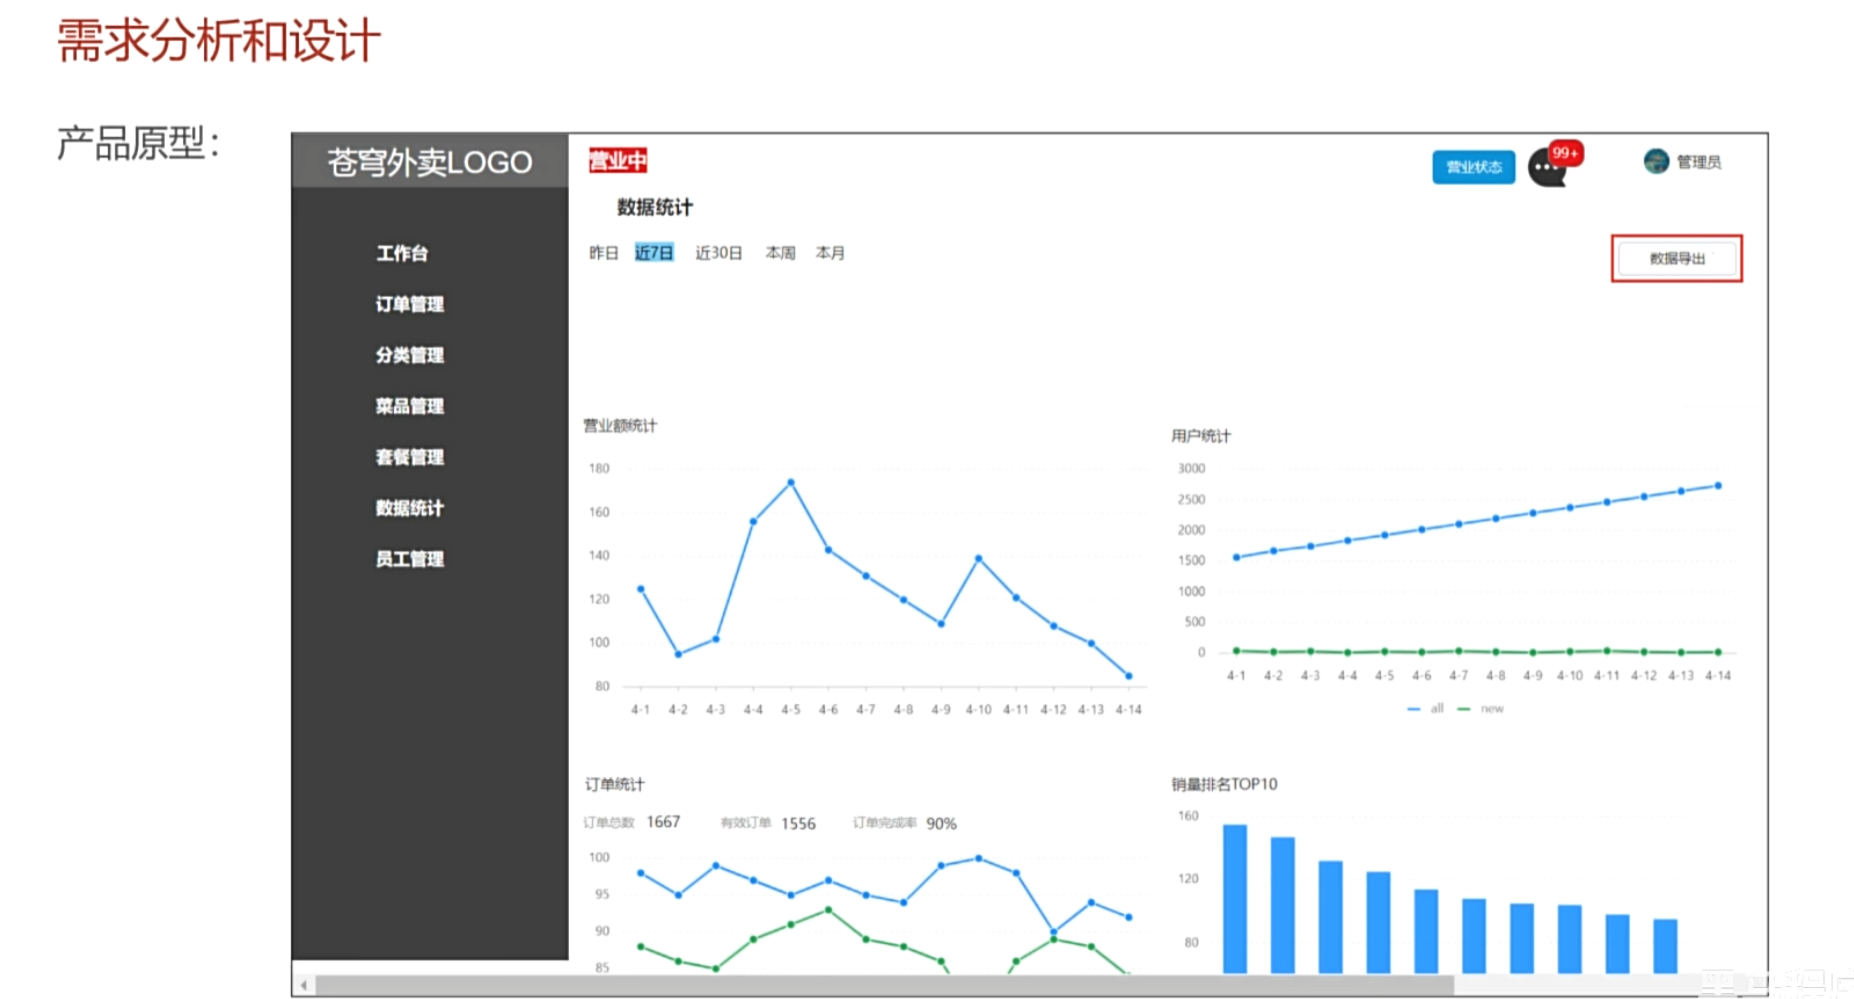 需求分析和设计
产品原型：
苍穹外卖LOGO
营业中
营业状态
99+
管理员
数据统计
昨日 近7日 近30日 本周 本月
数据导出
工作台
订单管理
分类管理
菜品管理
套餐管理
数据统计
员工管理
营业额统计
180
160
140
120
100
80
4-1 4-2 4-3 4-4 4-5 4-6 4-7 4-8 4-9 4-10 4-11 4-12 4-13 4-14
用户统计
3000
2500
2000
1500
1000
500
0
4-1 4-2 4-3 4-4 4-5 4-6 4-7 4-8 4-9 4-10 4-11 4-12 4-13 4-14
all new
订单统计
订单总数 1667 有效订单 1556 订单完成率 90%
100
95
90
85
销量排名TOP10
160
120
80